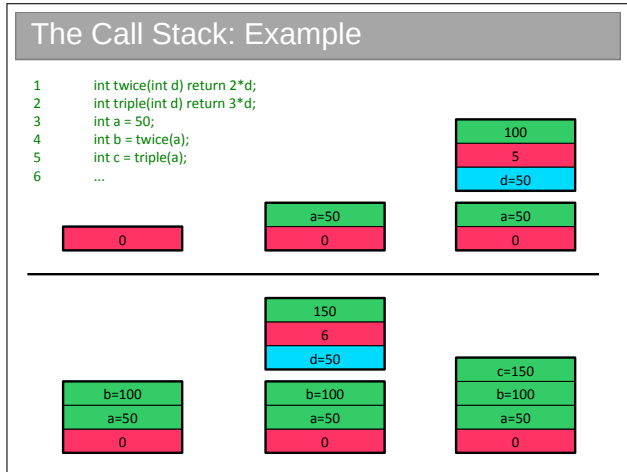 The Call Stack: Example
1 int twice(int d) return 2*d;
2 int triple(int d) return 3*d;
3 int a = 50;
4 int b = twice(a);
5 int c = triple(a);
6 ...
0
a=50
0
100
5
d=50
a=50
0
b=100
a=50
0
150
6
d=50
b=100
a=50
0
c=150
b=100
a=50
0